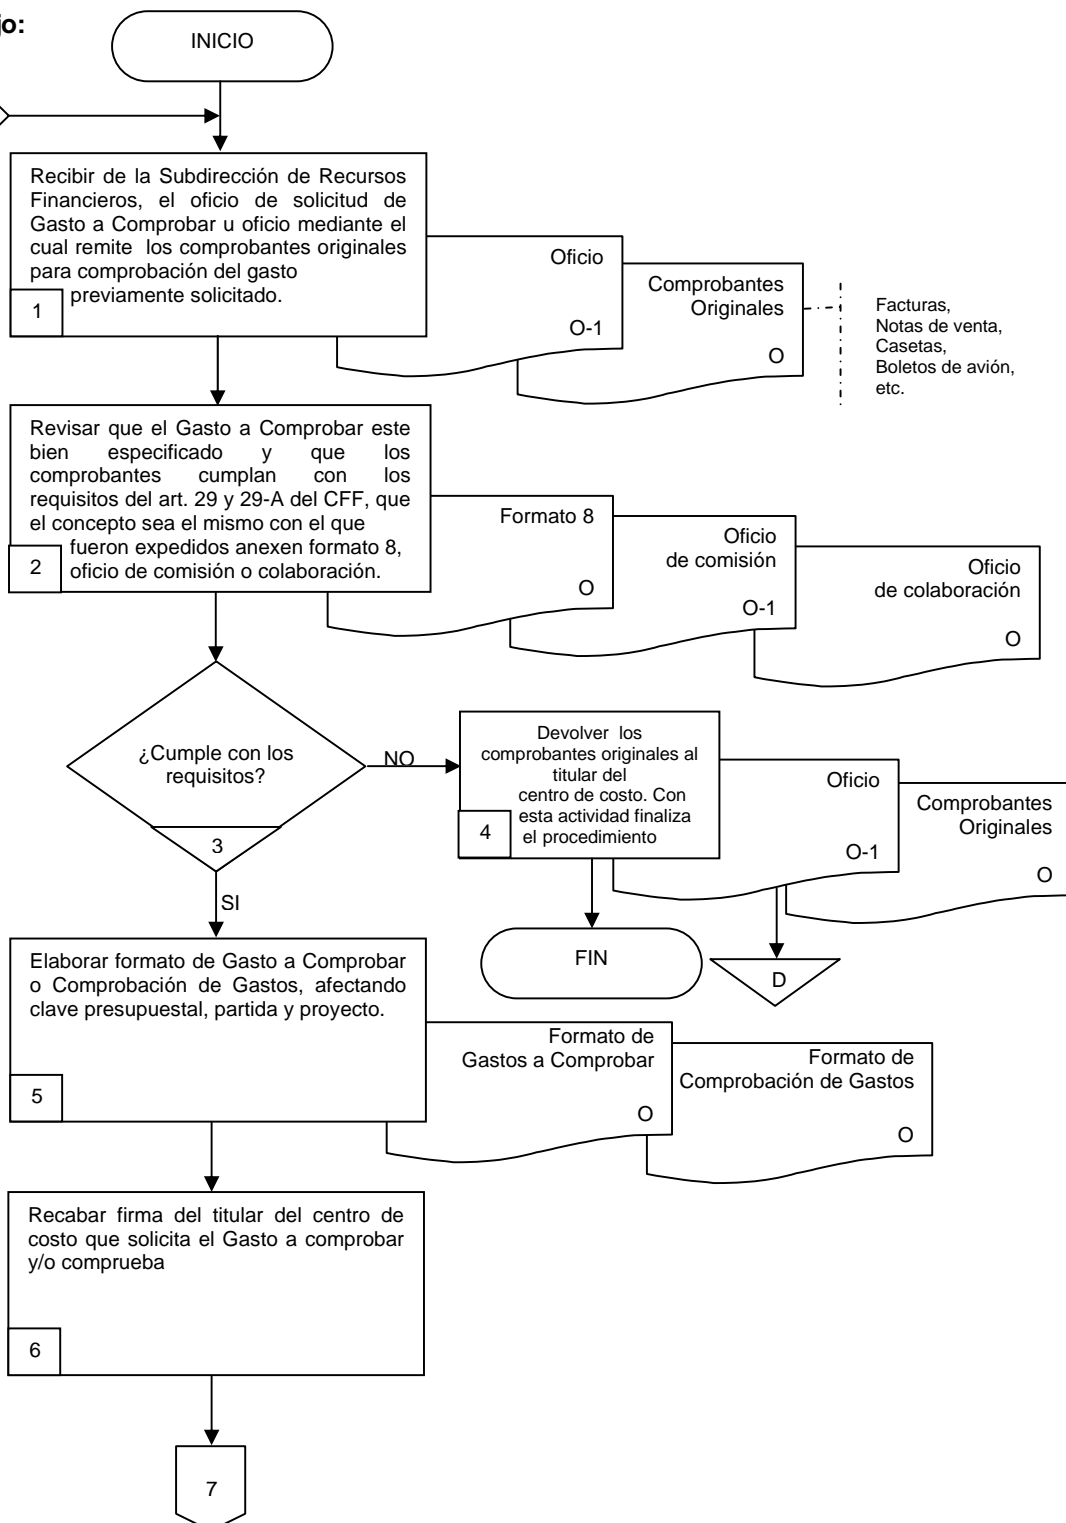 jo:
INICIO
Recibir de la Subdirección de Recursos
Financieros, el oficio de solicitud de
Gasto a Comprobar u oficio mediante el
cual remite los comprobantes originales
para comprobación del gasto
previamente solicitado.
1
Oficio
O-1
Comprobantes
Originales
O
Facturas,
Notas de venta,
Casetas,
Boletos de avión,
etc.
Revisar que el Gasto a Comprobar este
bien especificado y que los
comprobantes cumplan con los
requisitos del art. 29 y 29-A del CFF, que
el concepto sea el mismo con el que
fueron expedidos anexen formato 8,
oficio de comisión o colaboración.
2
Formato 8
O
Oficio
de comisión
O-1
Oficio
de colaboración
O
¿Cumple con los
requisitos?
3
NO
SI
Devolver los
comprobantes originales al
titular del
centro de costo. Con
esta actividad finaliza
el procedimiento
4
Oficio
O-1
Comprobantes
Originales
O
FIN
D
Elaborar formato de Gasto a Comprobar
o Comprobación de Gastos, afectando
clave presupuestal, partida y proyecto.
5
Formato de
Gastos a Comprobar
O
Formato de
Comprobación de Gastos
O
Recabar firma del titular del centro de
costo que solicita el Gasto a comprobar
y/o comprueba
6
7